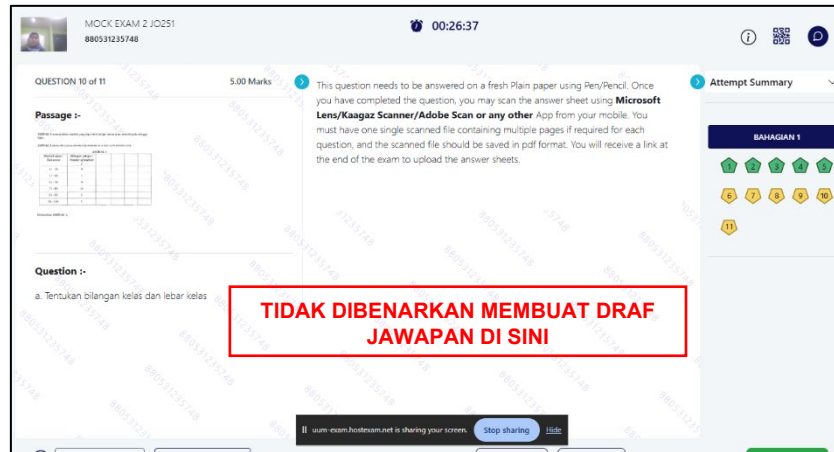 MOCK EXAM 2 JO251
880531235748
00:26:37
QUESTION 10 of 11
5.00 Marks
Passage :-
Question :-
a. Tentukan bilangan kelas dan lebar kelas
This question needs to be answered on a fresh Plain paper using Pen/Pencil. Once
you have completed the question, you may scan the answer sheet using Microsoft
Lens/Kaagaz Scanner/Adobe Scan or any other App from your mobile. You
must have one single scanned file containing multiple pages if required for each
question, and the scanned file should be saved in pdf format. You will receive a link at
the end of the exam to upload the answer sheets.
TIDAK DIBENARKAN MEMBUAT DRAF
JAWAPAN DI SINI
Attempt Summary
BAHAGIAN 1
1 2 3 4 5
6 7 8 9 10
11
uum-exam.hostexam.net is sharing your screen.
Stop sharing
Hide